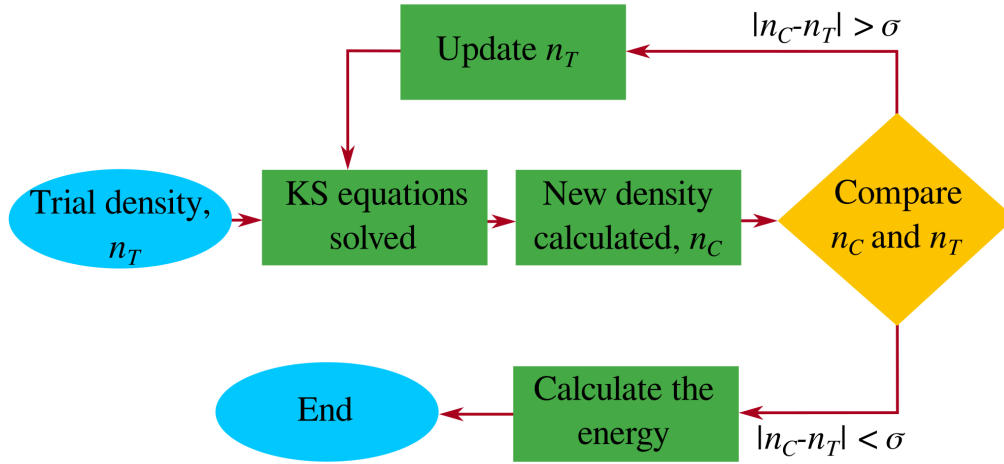 Update n_T
|n_C-n_T| > σ
Trial density,
n_T
KS equations
solved
New density
calculated, n_C
Compare
n_C and n_T
End
Calculate the
energy
|n_C-n_T| < σ